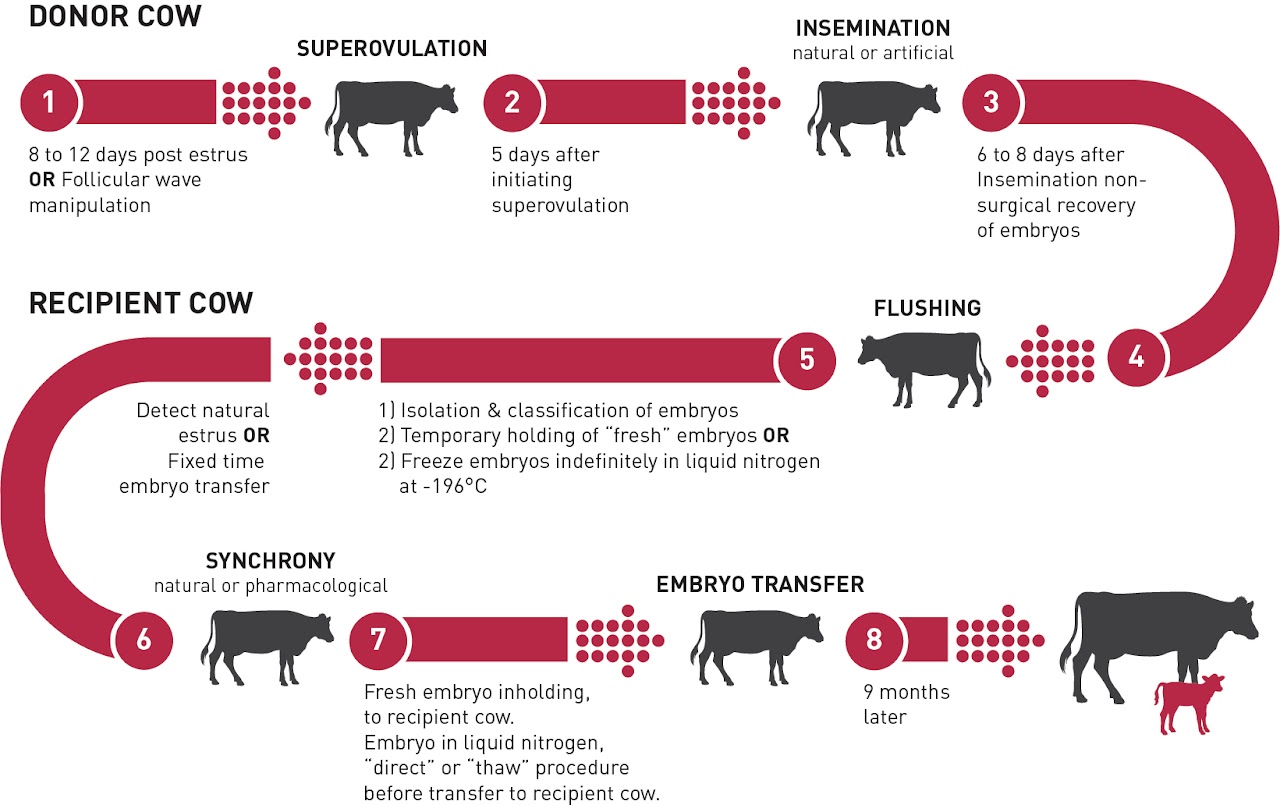 DONOR COW
SUPEROVULATION
INSEMINATION
natural or artificial
1
2
3
8 to 12 days post estrus
OR Follicular wave
manipulation
5 days after
initiating
superovulation
6 to 8 days after
Insemination non-
surgical recovery
of embryos
RECIPIENT COW
FLUSHING
4
5
1) Isolation & classification of embryos
2) Temporary holding of “fresh” embryos OR
2) Freeze embryos indefinitely in liquid nitrogen
at -196°C
Detect natural
estrus OR
Fixed time
embryo transfer
SYNCHRONY
natural or pharmacological
EMBRYO TRANSFER
6
7
8
Fresh embryo inholding,
to recipient cow.
Embryo in liquid nitrogen,
“direct” or “thaw” procedure
before transfer to recipient cow.
9 months
later